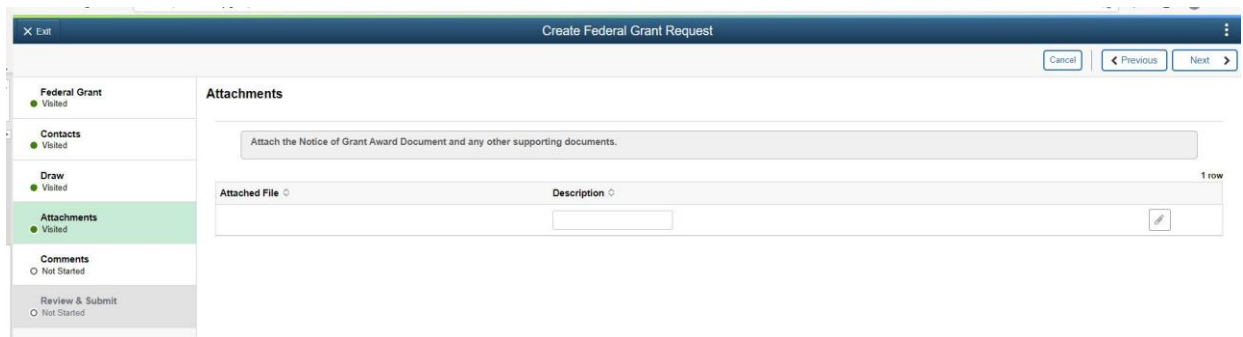 Exit
Create Federal Grant Request
Cancel
Previous
Next
Federal Grant
Visited
Contacts
Visited
Draw
Visited
Attachments
Visited
Comments
Not Started
Review & Submit
Not Started
Attachments
Attach the Notice of Grant Award Document and any other supporting documents.
1 row
Attached File
Description